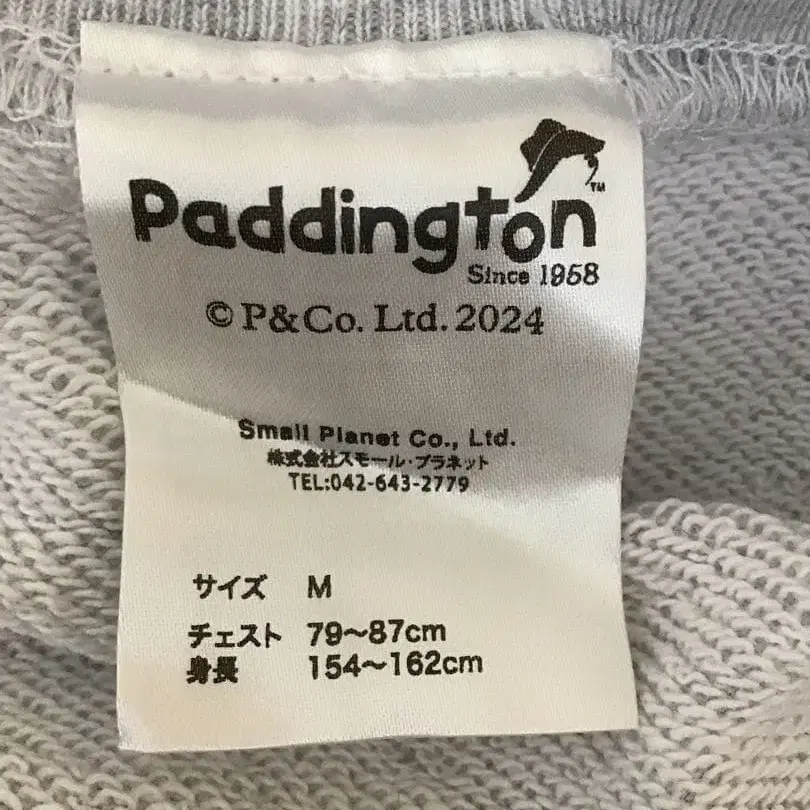 Paddington™
Since 1958
© P&Co. Ltd. 2024
Small Planet Co., Ltd.
株式会社スモール・プラネット
TEL:042-643-2779
サイズ M
チェスト 79～87cm
身長 154～162cm